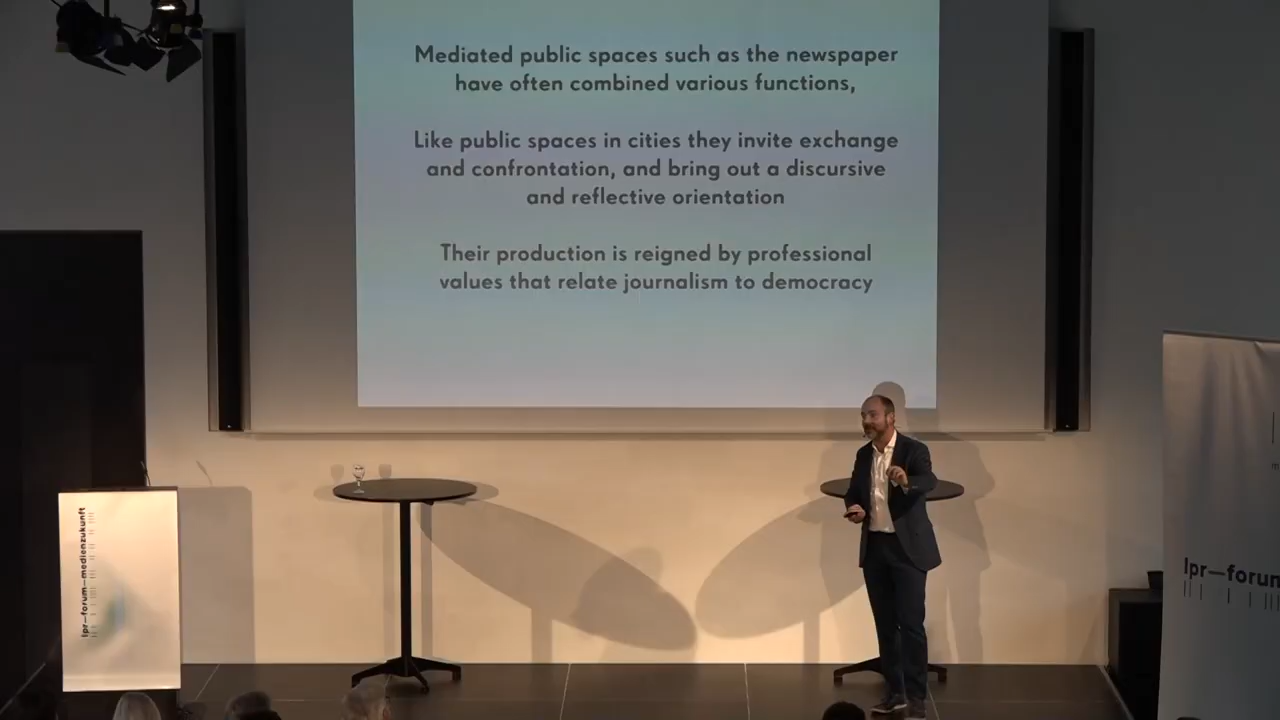 Mediated public spaces such as the newspaper
have often combined various functions,
Like public spaces in cities they invite exchange
and confrontation, and bring out a discursive
and reflective orientation
Their production is reigned by professional
values that relate journalism to democracy
lpr—forum—medienzukunft
lpr—forum